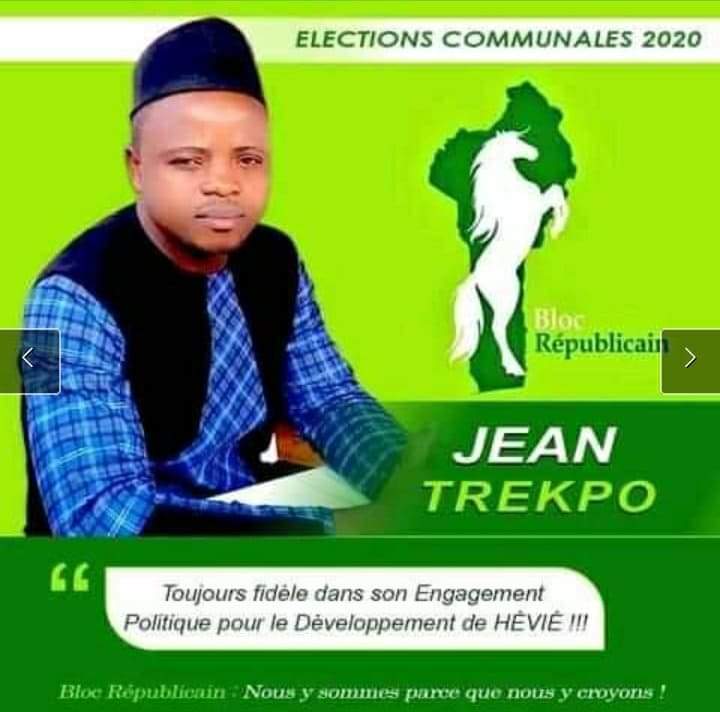 ELECTIONS COMMUNALES 2020
Bloc
Républicain
JEAN
TREKPO
“
Toujours fidèle dans son Engagement
Politique pour le Développement de HÊVIÉ !!!
Bloc Républicain : Nous y sommes parce que nous y croyons !